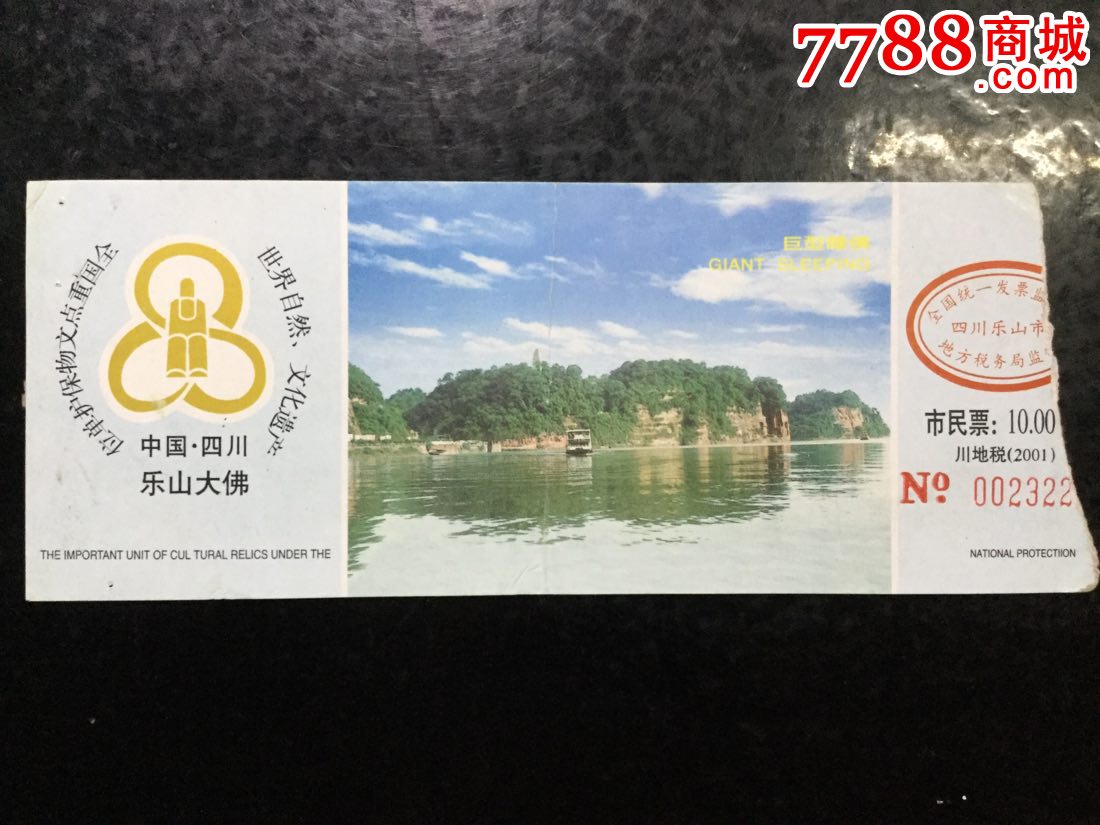 7788商城
.com
全国重点文物保护单位
世界自然、文化遗产
中国·四川
乐山大佛
THE IMPORTANT UNIT OF CUL TURAL RELICS UNDER THE
巨型睡佛
GIANT SLEEPING
全国统一发票监
四川乐山市
地方税务局监
市民票: 10.00
川地税(2001)
Nº 002322
NATIONAL PROTECTIION